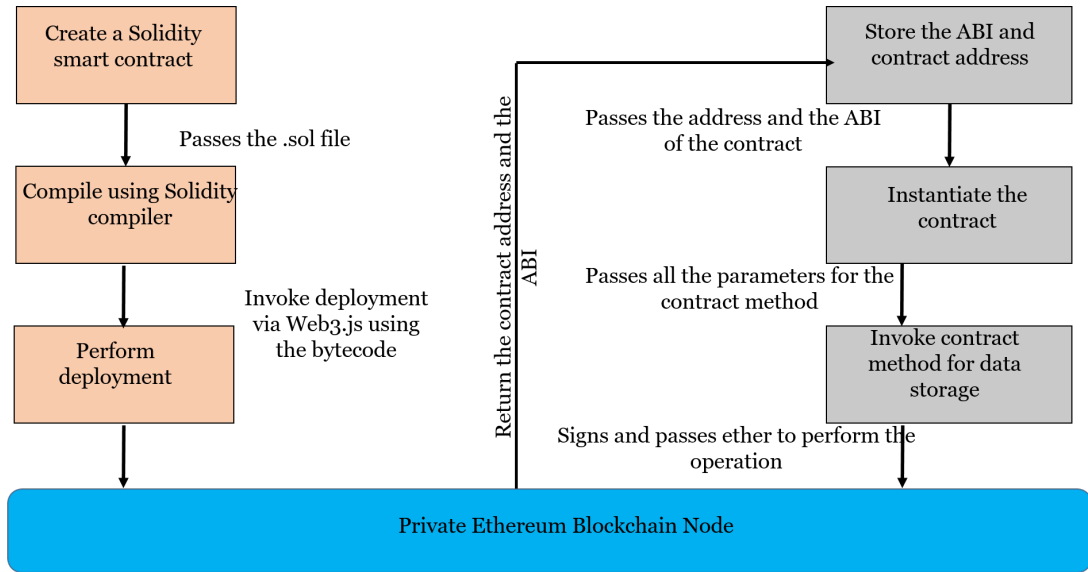 Create a Solidity
smart contract
Passes the .sol file
Compile using Solidity
compiler
Invoke deployment
via Web3.js using
the bytecode
Perform
deployment
Return the contract address and the
ABI
Store the ABI and
contract address
Passes the address and the ABI
of the contract
Instantiate the
contract
Passes all the parameters for the
contract method
Invoke contract
method for data
storage
Signs and passes ether to perform the
operation
Private Ethereum Blockchain Node